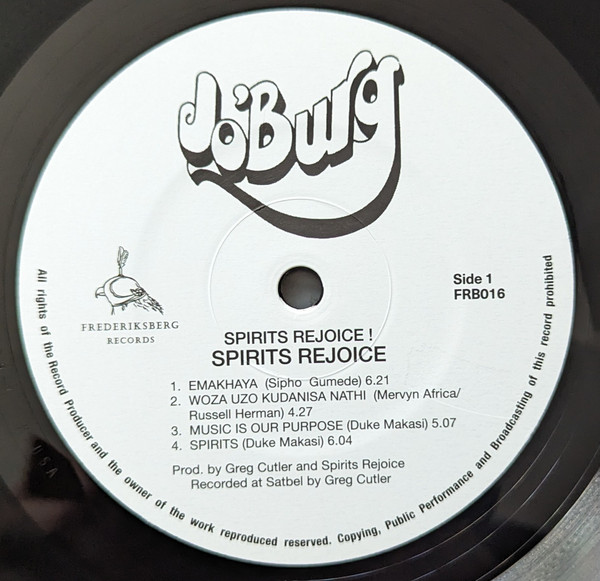 Jo'Burg
Side 1
FRB016
FREDERIKSBERG
RECORDS
SPIRITS REJOICE !
SPIRITS REJOICE
1. EMAKHAYA (Sipho Gumede) 6.21
2. WOZA UZO KUDANISA NATHI (Mervyn Africa/
Russell Herman) 4.27
3. MUSIC IS OUR PURPOSE (Duke Makasi) 5.07
4. SPIRITS (Duke Makasi) 6.04
Prod. by Greg Cutler and Spirits Rejoice
Recorded at Satbel by Greg Cutler
All rights of the Record Producer and the owner of the work reproduced reserved. Copying, Public Performance and Broadcasting of this record prohibited